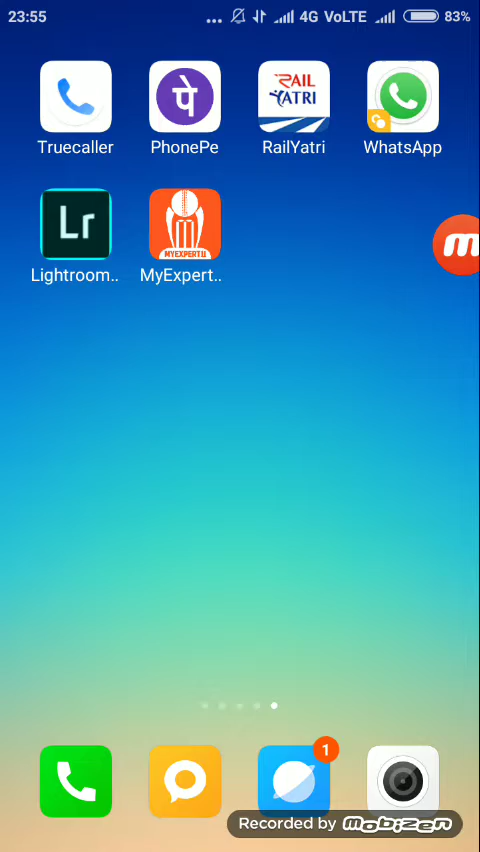 23:55 ... 4G VoLTE 83%
पे
RAIL
YATRI
Truecaller PhonePe RailYatri WhatsApp
Lr
MYEXPERT11
Lightroom.. MyExpert..
m
1
Recorded by mobizen